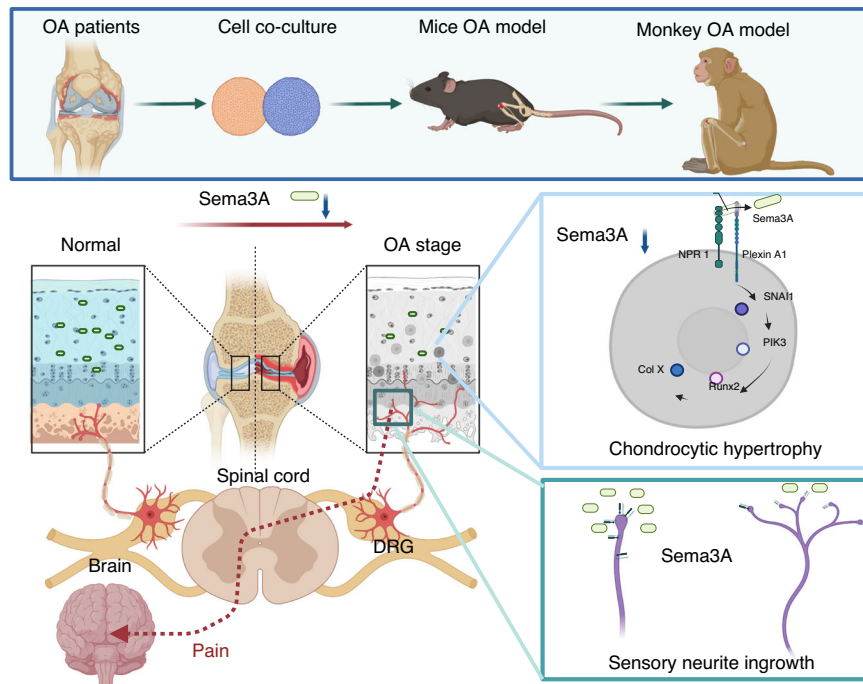 OA patients
Cell co-culture
Mice OA model
Monkey OA model
Sema3A
Normal
OA stage
Sema3A
Sema3A
NPR 1
Plexin A1
SNAI1
PIK3
Col X
Runx2
Chondrocytic hypertrophy
Spinal cord
DRG
Brain
Pain
Sema3A
Sensory neurite ingrowth